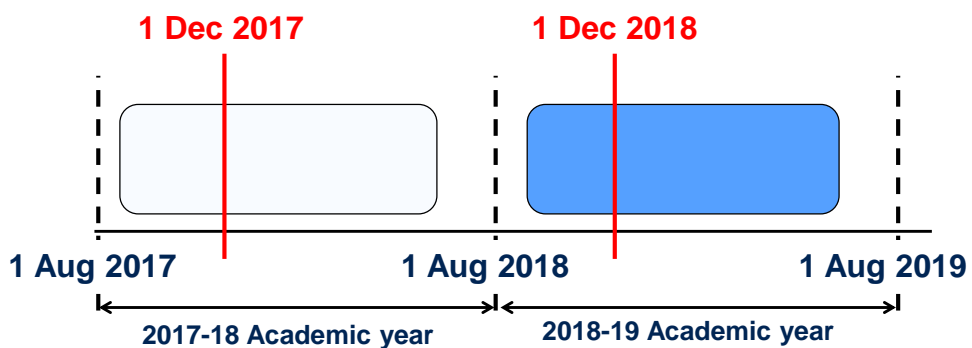 1 Dec 2017
1 Dec 2018
1 Aug 2017
1 Aug 2018
1 Aug 2019
2017-18 Academic year
2018-19 Academic year